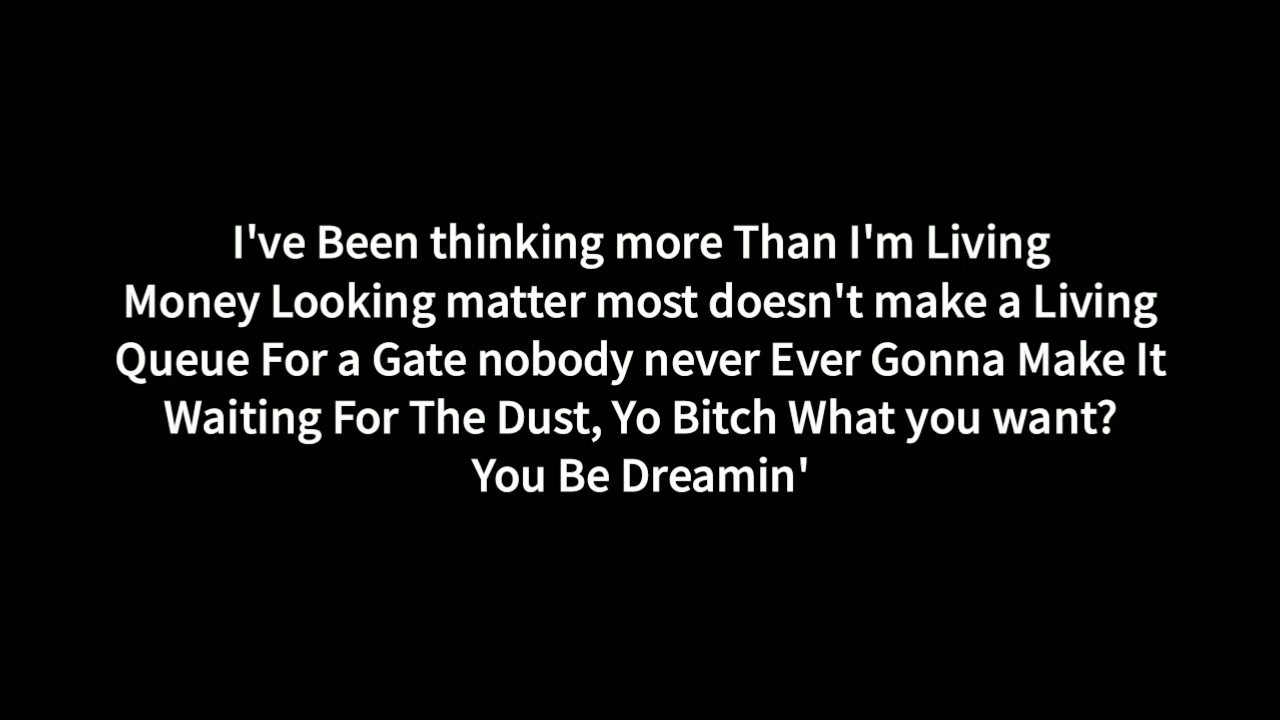 I've Been thinking more Than I'm Living
Money Looking matter most doesn't make a Living
Queue For a Gate nobody never Ever Gonna Make It
Waiting For The Dust, Yo Bitch What you want?
You Be Dreamin'